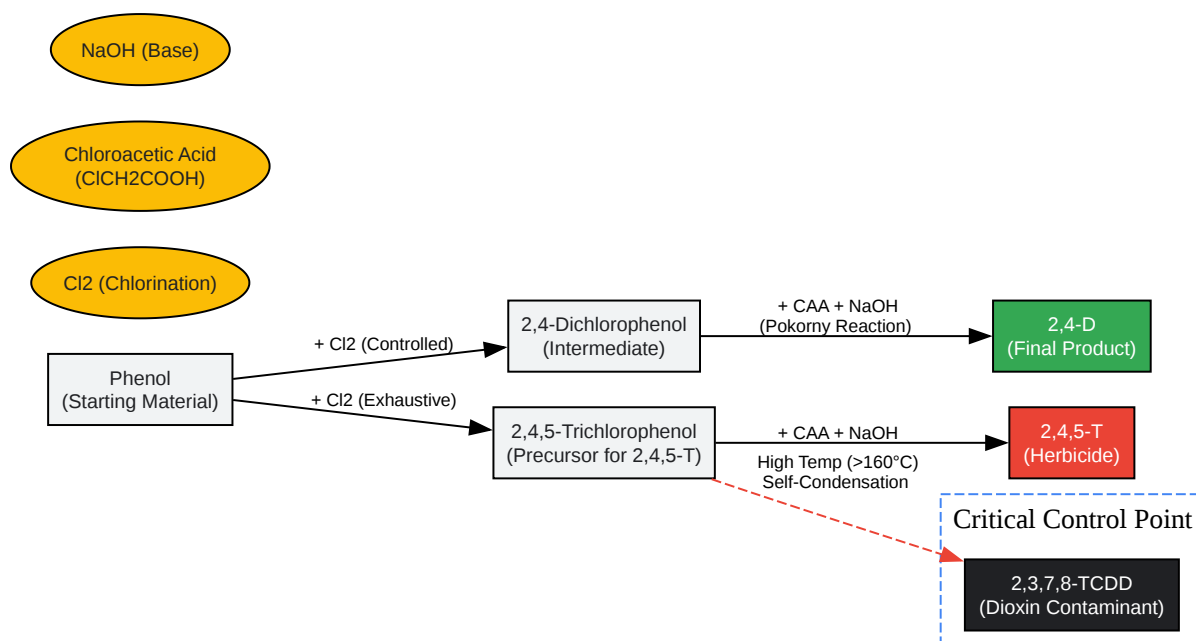 NaOH (Base)
Chloroacetic Acid
(ClCH2COOH)
Cl2 (Chlorination)
Phenol
(Starting Material)
+ Cl2 (Controlled)
+ Cl2 (Exhaustive)
2,4-Dichlorophenol
(Intermediate)
2,4,5-Trichlorophenol
(Precursor for 2,4,5-T)
+ CAA + NaOH
(Pokorny Reaction)
+ CAA + NaOH
High Temp (>160°C)
Self-Condensation
2,4-D
(Final Product)
2,4,5-T
(Herbicide)
Critical Control Point
2,3,7,8-TCDD
(Dioxin Contaminant)